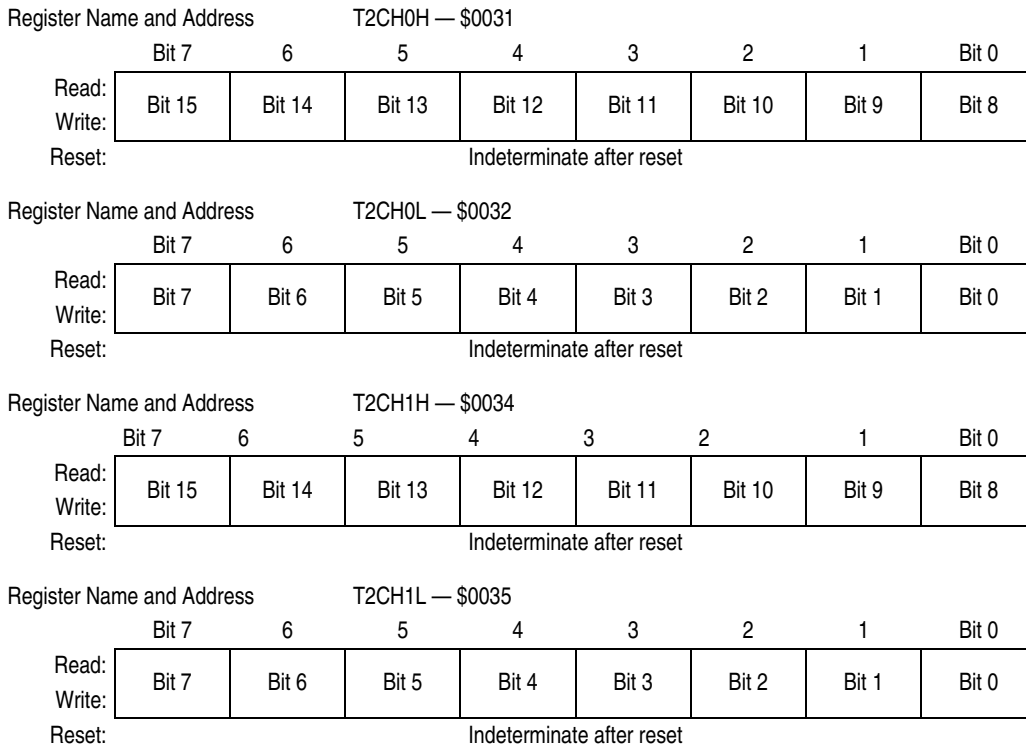 Register Name and Address T2CH0H — $0031
Bit 7 6 5 4 3 2 1 Bit 0
Read:
Bit 15 Bit 14 Bit 13 Bit 12 Bit 11 Bit 10 Bit 9 Bit 8
Write:
Reset: Indeterminate after reset
Register Name and Address T2CH0L — $0032
Bit 7 6 5 4 3 2 1 Bit 0
Read:
Bit 7 Bit 6 Bit 5 Bit 4 Bit 3 Bit 2 Bit 1 Bit 0
Write:
Reset: Indeterminate after reset
Register Name and Address T2CH1H — $0034
Bit 7 6 5 4 3 2 1 Bit 0
Read:
Bit 15 Bit 14 Bit 13 Bit 12 Bit 11 Bit 10 Bit 9 Bit 8
Write:
Reset: Indeterminate after reset
Register Name and Address T2CH1L — $0035
Bit 7 6 5 4 3 2 1 Bit 0
Read:
Bit 7 Bit 6 Bit 5 Bit 4 Bit 3 Bit 2 Bit 1 Bit 0
Write:
Reset: Indeterminate after reset